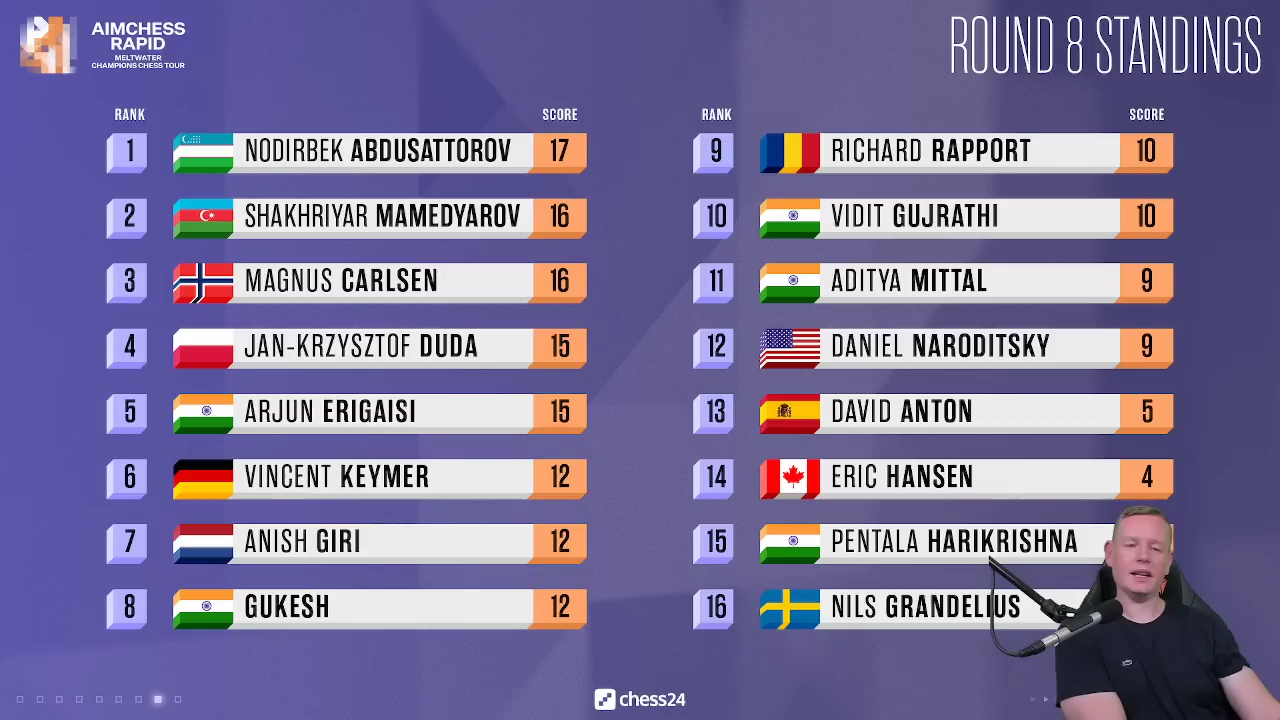 AIMCHESS
RAPID
MELTWATER
CHAMPIONS CHESS TOUR
ROUND 8 STANDINGS
RANK SCORE
1 NODIRBEK ABDUSATTOROV 17
2 SHAKHRIYAR MAMEDYAROV 16
3 MAGNUS CARLSEN 16
4 JAN-KRZYSZTOF DUDA 15
5 ARJUN ERIGAISI 15
6 VINCENT KEYMER 12
7 ANISH GIRI 12
8 GUKESH 12
RANK SCORE
9 RICHARD RAPPORT 10
10 VIDIT GUJRATHI 10
11 ADITYA MITTAL 9
12 DANIEL NARODITSKY 9
13 DAVID ANTON 5
14 ERIC HANSEN 4
15 PENTALA HARIKRISHNA
16 NILS GRANDELIUS
chess24